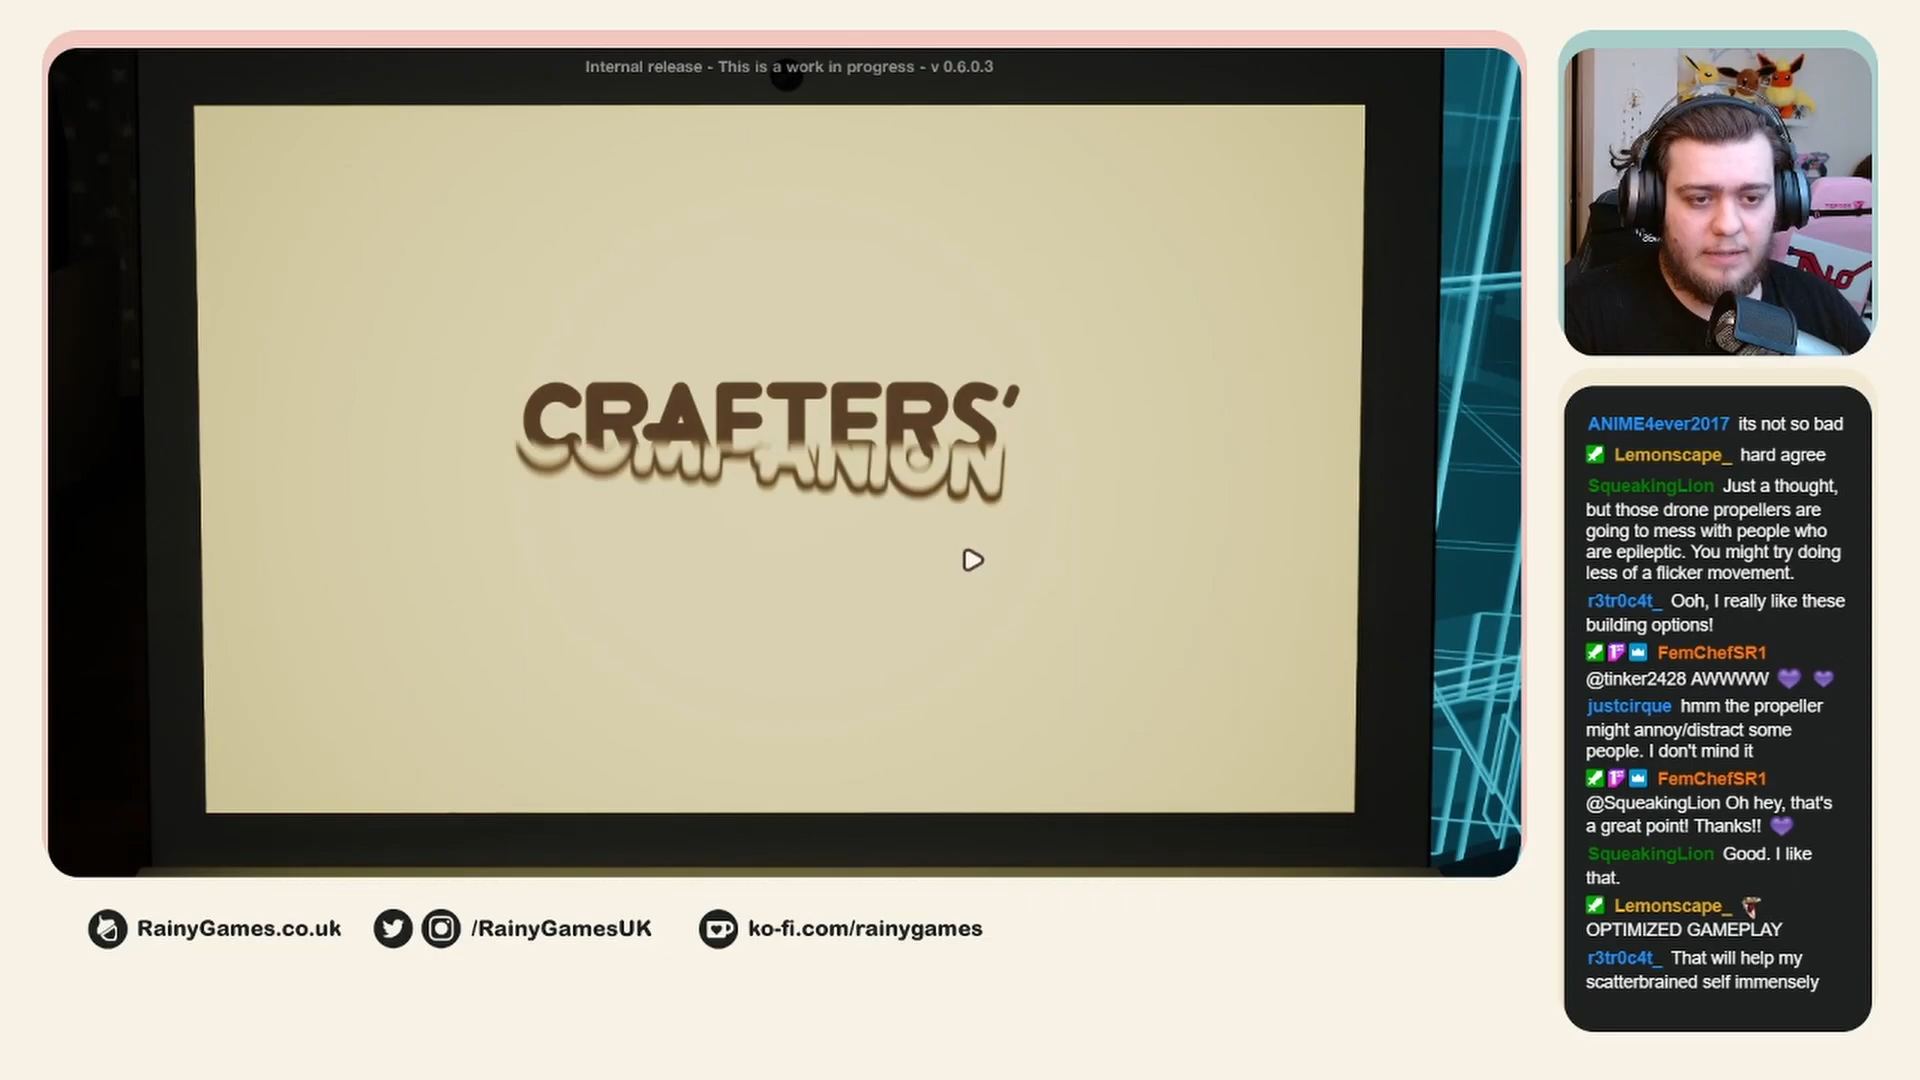 Internal release - This is a work in progress - v 0.6.0.3
CRAFTERS'
COMPANION
RainyGames.co.uk
/RainyGamesUK
ko-fi.com/rainygames
ANIME4ever2017 its not so bad
Lemonscape_ hard agree
SqueakingLion Just a thought,
but those drone propellers are
going to mess with people who
are epileptic. You might try doing
less of a flicker movement.
r3tr0c4t_ Ooh, I really like these
building options!
FemChefSR1
@tinker2428 AWWWW
justcirque hmm the propeller
might annoy/distract some
people. I don't mind it
FemChefSR1
@SqueakingLion Oh hey, that's
a great point! Thanks!!
SqueakingLion Good. I like
that.
Lemonscape_
OPTIMIZED GAMEPLAY
r3tr0c4t_ That will help my
scatterbrained self immensely